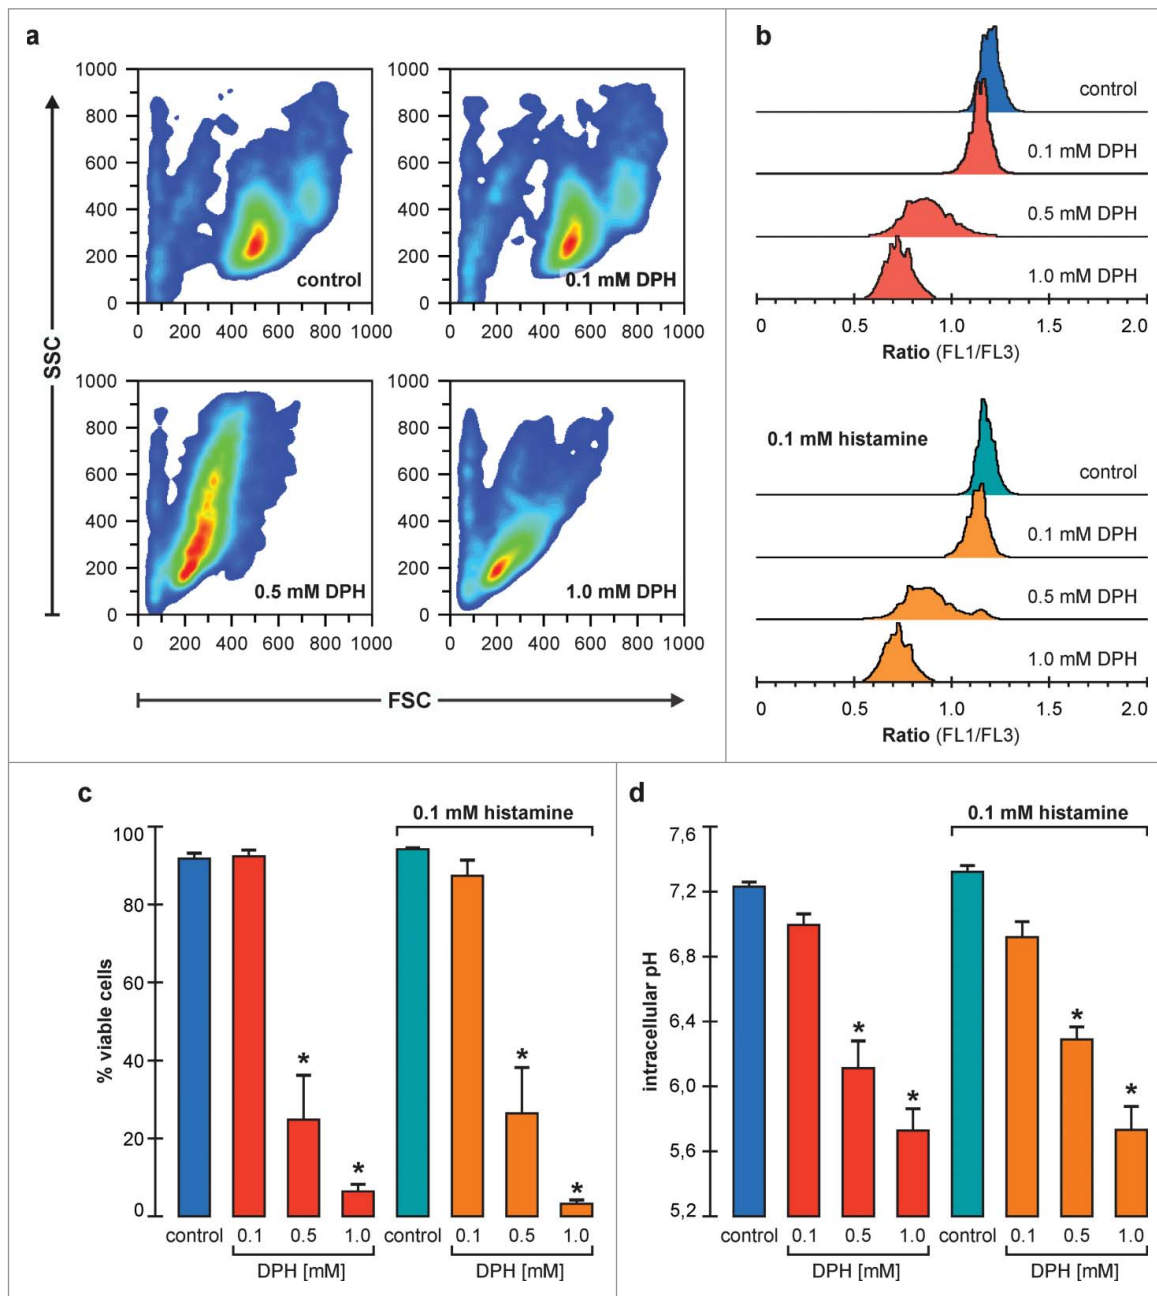 a
SSC
1000
800
600
400
200
0
0 200 400 600 800 1000
control
1000
800
600
400
200
0
0 200 400 600 800 1000
0.1 mM DPH
1000
800
600
400
200
0
0 200 400 600 800 1000
0.5 mM DPH
1000
800
600
400
200
0
0 200 400 600 800 1000
1.0 mM DPH
FSC
b
control
0.1 mM DPH
0.5 mM DPH
1.0 mM DPH
0 0.5 1.0 1.5 2.0
Ratio (FL1/FL3)
0.1 mM histamine
control
0.1 mM DPH
0.5 mM DPH
1.0 mM DPH
0 0.5 1.0 1.5 2.0
Ratio (FL1/FL3)
c
0.1 mM histamine
% viable cells
100
80
60
40
20
0
*
*
*
*
control 0.1 0.5 1.0 control 0.1 0.5 1.0
DPH [mM] DPH [mM]
d
0.1 mM histamine
intracellular pH
7,6
7,2
6,8
6,4
6,0
5,6
5,2
*
*
*
*
control 0.1 0.5 1.0 control 0.1 0.5 1.0
DPH [mM] DPH [mM]